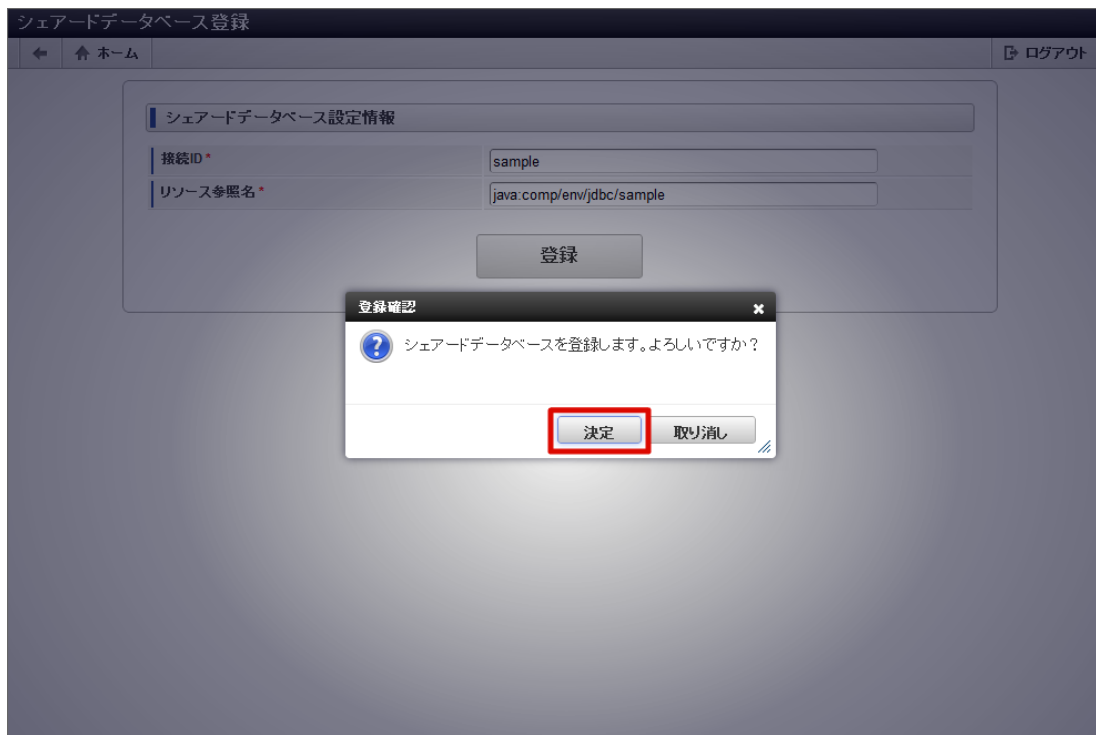 シェアードデータベース登録
ホーム
ログアウト
シェアードデータベース設定情報
接続ID*
sample
リソース参照名*
java:comp/env/jdbc/sample
登録
登録確認
シェアードデータベースを登録します。よろしいですか？
決定
取り消し